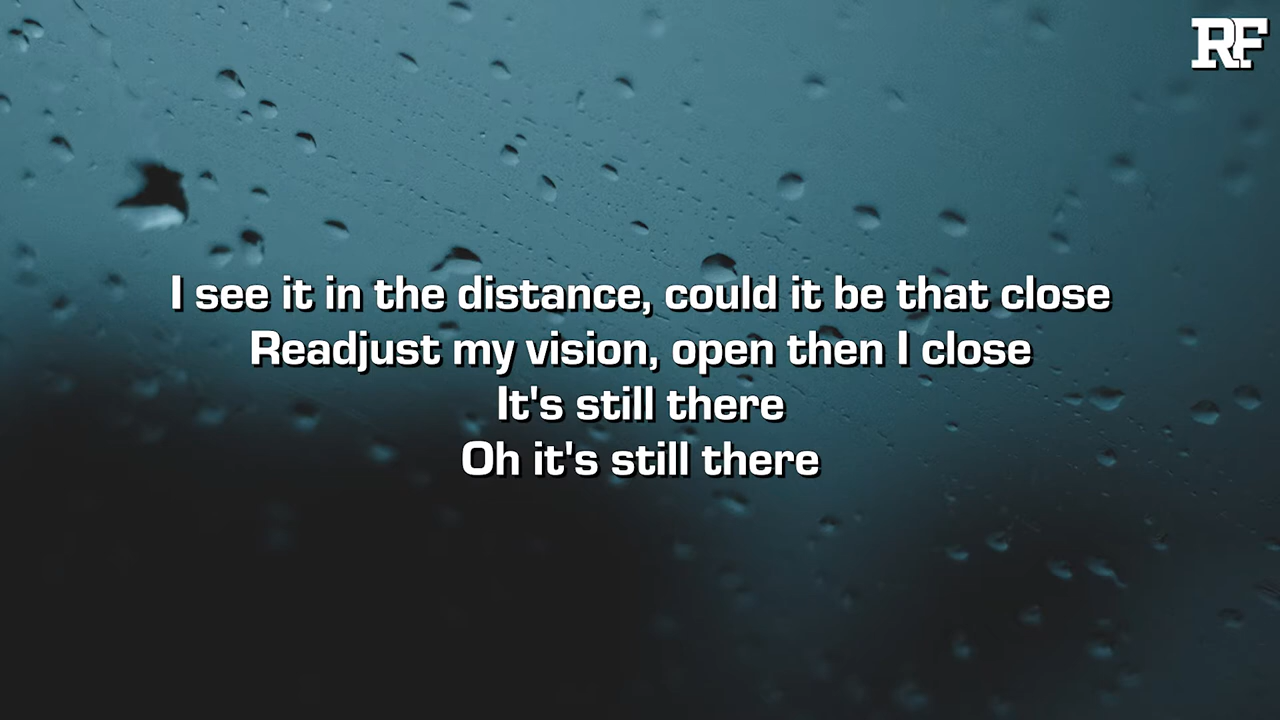 RF
I see it in the distance, could it be that close
Readjust my vision, open then I close
It's still there
Oh it's still there